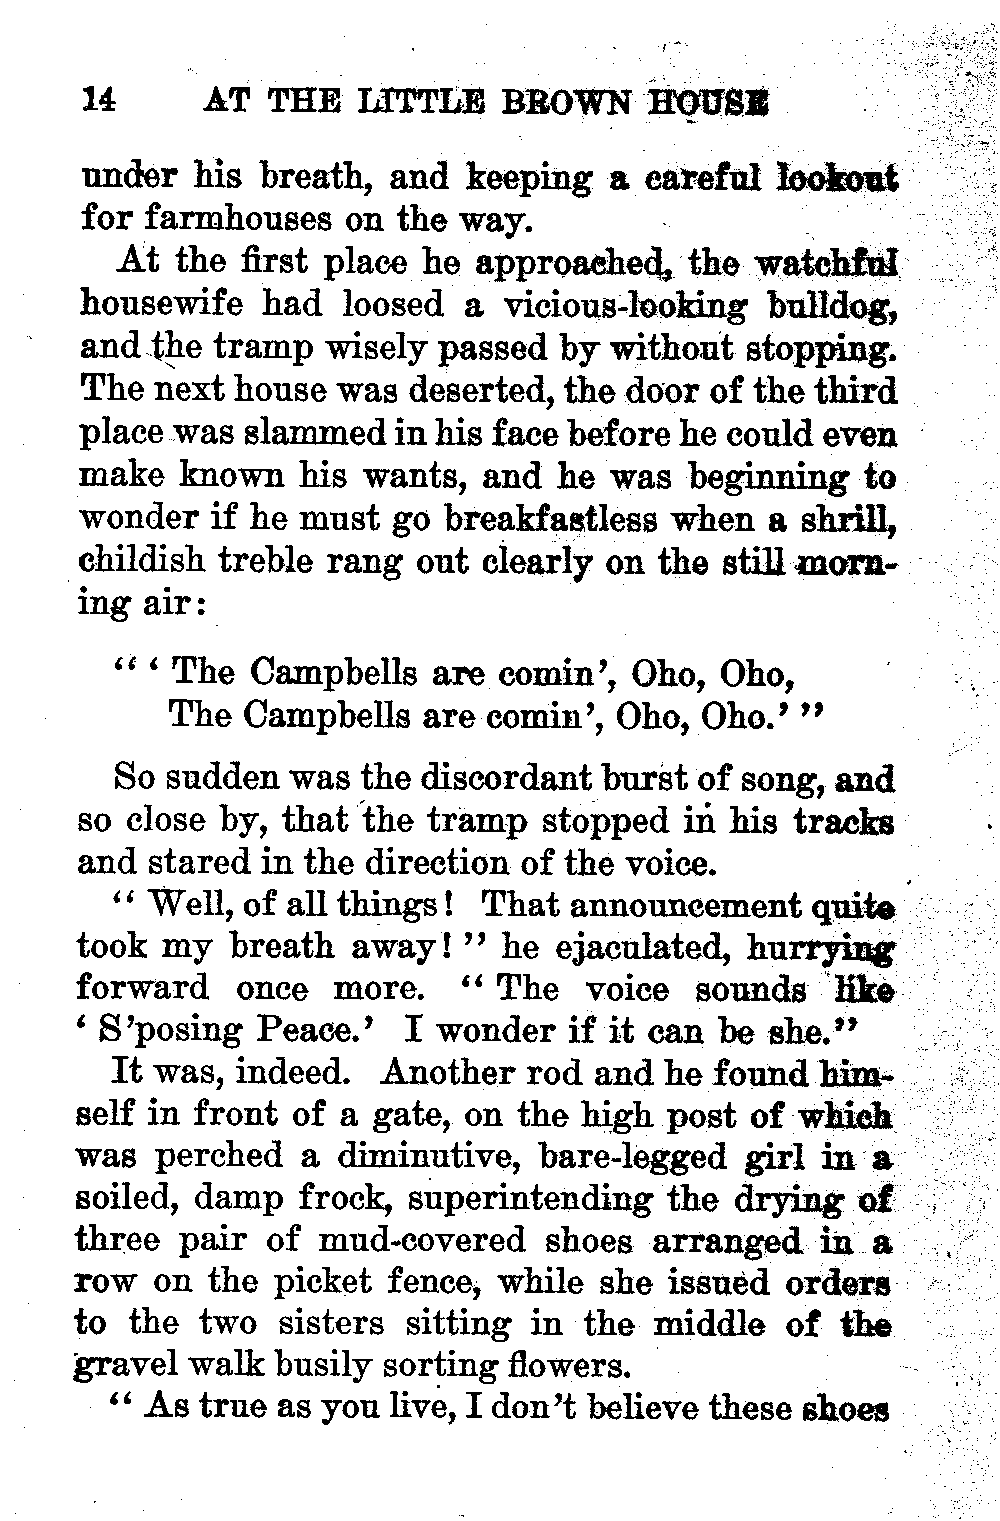 14 AT THE LITTLE BROWN HOUSE
under his breath, and keeping a careful lookout
for farmhouses on the way.
At the first place he approached, the watchful
housewife had loosed a vicious-looking bulldog,
and the tramp wisely passed by without stopping.
The next house was deserted, the door of the third
place was slammed in his face before he could even
make known his wants, and he was beginning to
wonder if he must go breakfastless when a shrill,
childish treble rang out clearly on the still morn-
ing air:
“ ‘ The Campbells are comin’, Oho, Oho,
The Campbells are comin’, Oho, Oho.’ ”
So sudden was the discordant burst of song, and
so close by, that the tramp stopped in his tracks
and stared in the direction of the voice.
“ Well, of all things! That announcement quite
took my breath away! ” he ejaculated, hurrying
forward once more. “ The voice sounds like
‘ S’posing Peace.’ I wonder if it can be she.”
It was, indeed. Another rod and he found him-
self in front of a gate, on the high post of which
was perched a diminutive, bare-legged girl in a
soiled, damp frock, superintending the drying of
three pair of mud-covered shoes arranged in a
row on the picket fence, while she issued orders
to the two sisters sitting in the middle of the
gravel walk busily sorting flowers.
“ As true as you live, I don’t believe these shoes